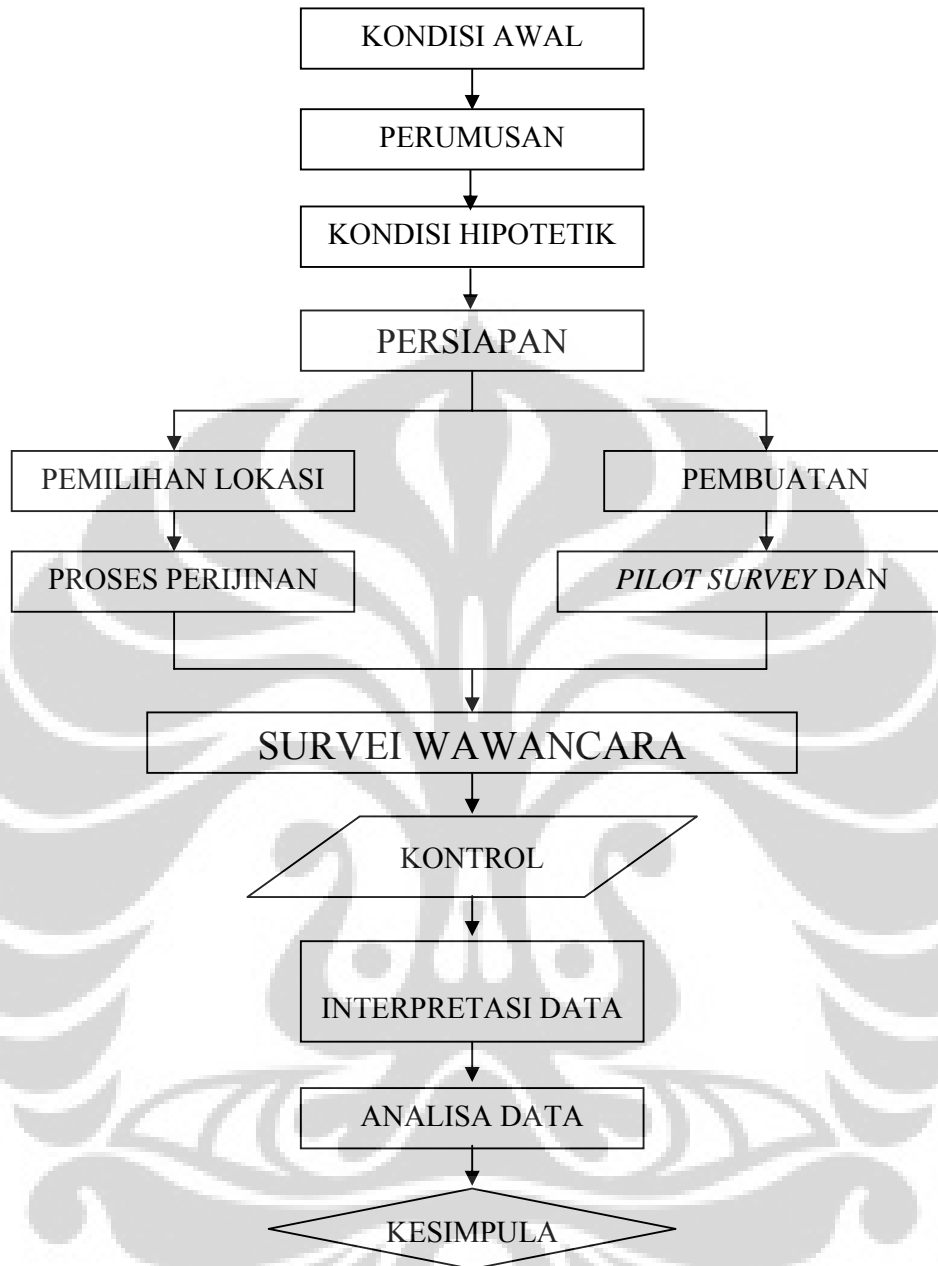 KONDISI AWAL
PERUMUSAN
KONDISI HIPOTETIK
PERSIAPAN
PEMILIHAN LOKASI
PEMBUATAN
PROSES PERIJINAN
PILOT SURVEY DAN
SURVEI WAWANCARA
KONTROL
INTERPRETASI DATA
ANALISA DATA
KESIMPULA